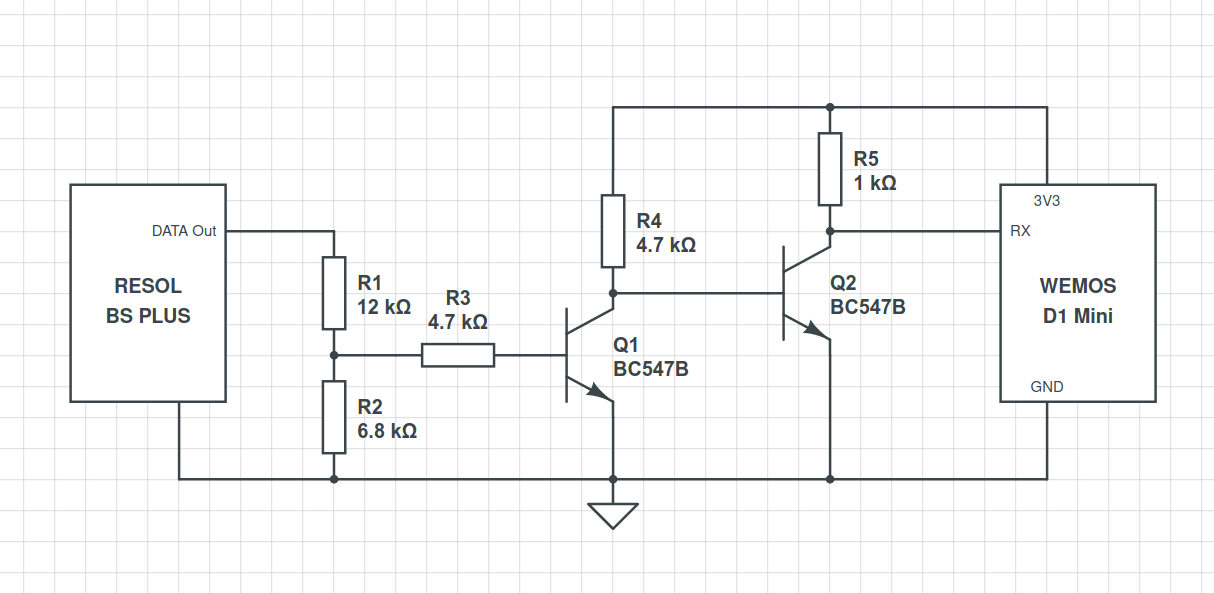 DATA Out
RESOL
BS PLUS
R1
12 kΩ
R2
6.8 kΩ
R3
4.7 kΩ
R4
4.7 kΩ
Q1
BC547B
R5
1 kΩ
Q2
BC547B
3V3
RX
WEMOS
D1 Mini
GND